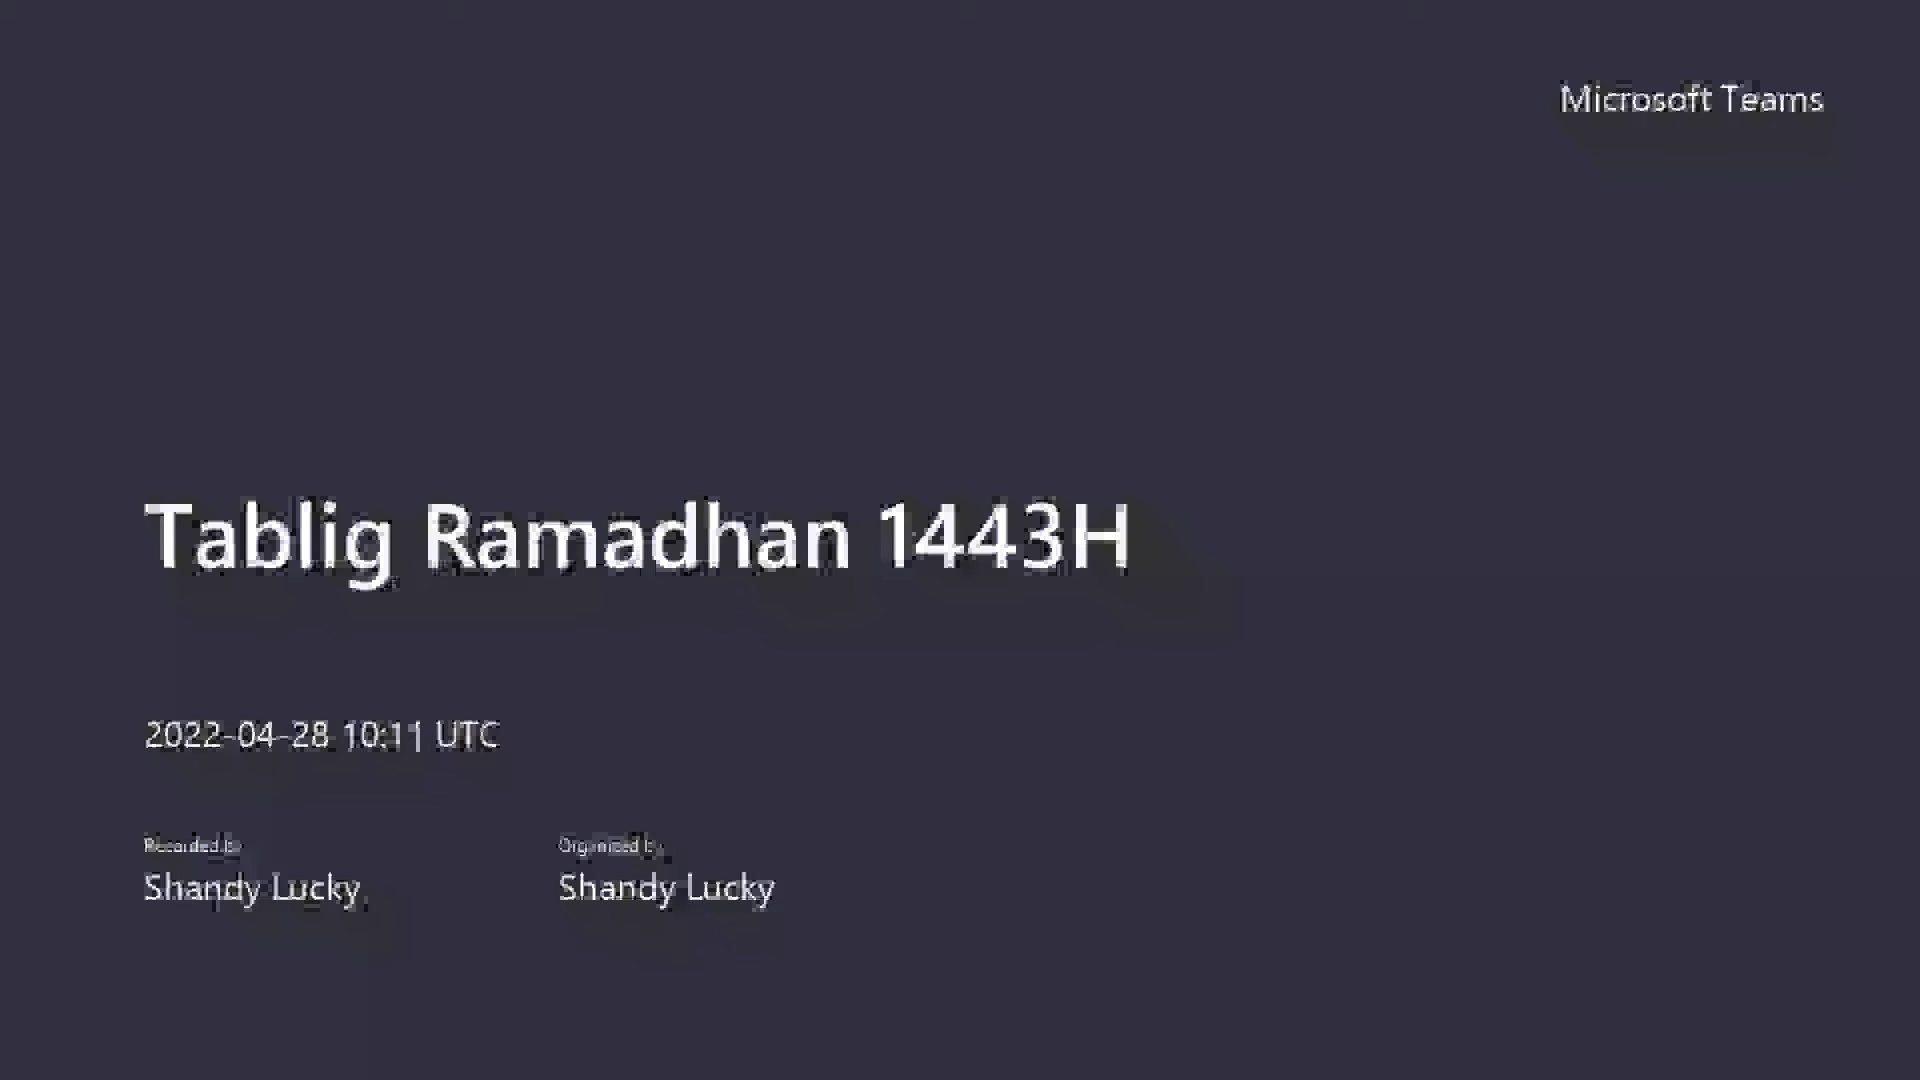 Microsoft Teams
Tablig Ramadhan 1443H
2022-04-28 10:11 UTC
Recorded by
Organized by
Shandy Lucky
Shandy Lucky